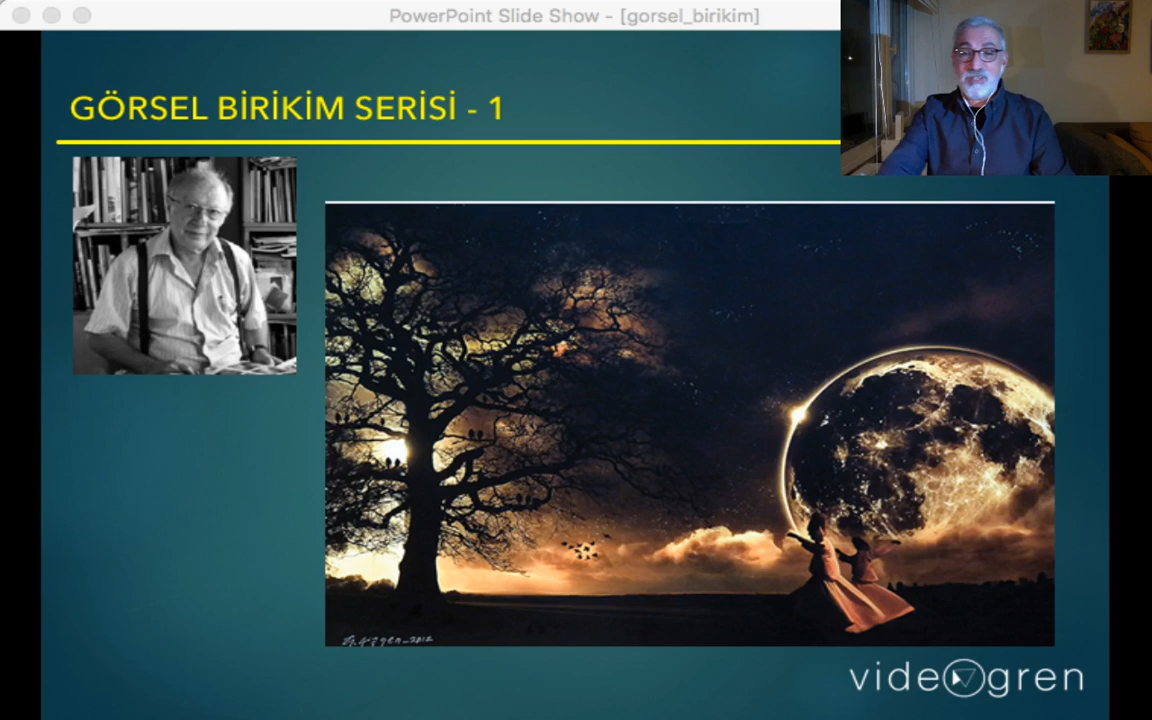 PowerPoint Slide Show - [gorsel_birikim]
GÖRSEL BİRİKİM SERİSİ - 1
videogren